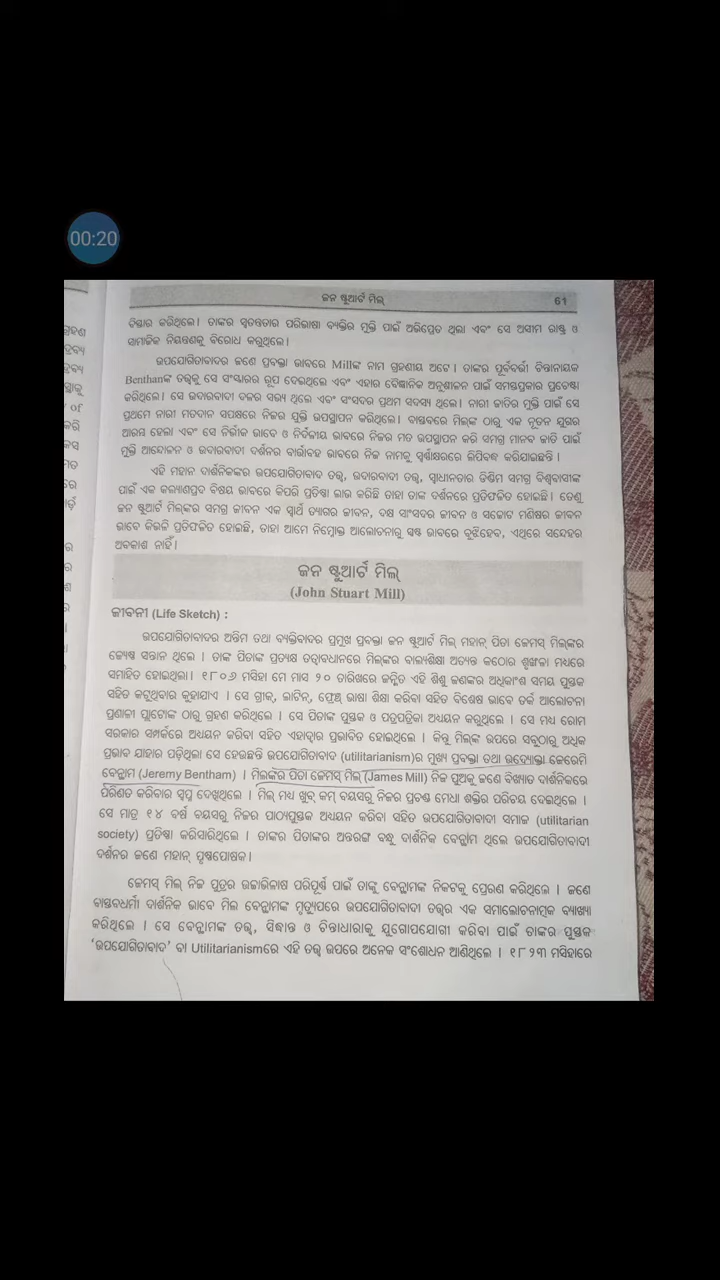 00:20
ଜନ ଷ୍ଟୁଆର୍ଟ ମିଲ୍ 61
ବିସ୍ତାର କରିଥିଲେ। ତାଙ୍କର ସ୍ୱତନ୍ତ୍ରତାର ପରିଭାଷା ବ୍ୟକ୍ତିର ମୁକ୍ତି ପାଇଁ ଅଭିପ୍ରେତ ଥିଲା ଏବଂ ସେ ଅସୀମ ରାଷ୍ଟ୍ର ଓ
ସାମାଜିକ ନିୟନ୍ତ୍ରଣକୁ ବିରୋଧ କରୁଥିଲେ।
ଉପଯୋଗିତାବାଦର ଜଣେ ପ୍ରବକ୍ତା ଭାବରେ Millଙ୍କ ନାମ ଗ୍ରହଣୀୟ ଅଟେ। ତାଙ୍କର ପୂର୍ବବର୍ତ୍ତୀ ଚିନ୍ତାନାୟକ
Benthanଙ୍କ ତତ୍ତ୍ୱକୁ ସେ ସଂସ୍କାରର ରୂପ ଦେଇଥିଲେ ଏବଂ ଏହାର ବୈଜ୍ଞାନିକ ଅନୁଶୀଳନ ପାଇଁ ସମସ୍ତପ୍ରକାର ପ୍ରଚେଷ୍ଟା
କରିଥିଲେ। ସେ ଉଦାରବାଦୀ ଦଳର ସଭ୍ୟ ଥିଲେ ଏବଂ ସଂସଦର ପ୍ରଥମ ସଦସ୍ୟ ଥିଲେ। ନାରୀ ଜାତିର ମୁକ୍ତି ପାଇଁ ସେ
ପ୍ରଥମେ ନାରୀ ମତଦାନ ସପକ୍ଷରେ ନିଜର ଯୁକ୍ତି ଉପସ୍ଥାପନ କରିଥିଲେ। ବାସ୍ତବରେ ମିଲ୍‌ଙ୍କ ଠାରୁ ଏକ ନୂତନ ଯୁଗର
ଆରମ୍ଭ ହେଲା ଏବଂ ସେ ନିର୍ଭୀକ ଭାବେ ଓ ନିର୍ଦଳୀୟ ଭାବରେ ନିଜର ମତ ଉପସ୍ଥାପନ କରି ସମଗ୍ର ମାନବ ଜାତି ପାଇଁ
ମୁକ୍ତି ଆନ୍ଦୋଳନ ଓ ଉଦାରବାଦୀ ଦର୍ଶନର ବାର୍ତ୍ତାବହ ଭାବରେ ନିଜ ନାମକୁ ସ୍ୱର୍ଣ୍ଣାକ୍ଷରରେ ଲିପିବଦ୍ଧ କରିଯାଇଛନ୍ତି।
ଏହି ମହାନ ଦାର୍ଶନିକଙ୍କର ଉପଯୋଗିତାବାଦ ତତ୍ତ୍ୱ, ଉଦାରବାଦୀ ତତ୍ତ୍ୱ, ସ୍ୱାଧୀନତାର ଡିଣ୍ଡିମ ସମଗ୍ର ବିଶ୍ୱବାସୀଙ୍କ
ପାଇଁ ଏକ କଲ୍ୟାଣପ୍ରଦ ବିଷୟ ଭାବରେ କିପରି ପ୍ରତିଷ୍ଠା ଲାଭ କରିଛି ତାହା ତାଙ୍କ ଦର୍ଶନରେ ପ୍ରତିଫଳିତ ହୋଇଛି। ତେଣୁ
ଜନ ଷ୍ଟୁଆର୍ଟ ମିଲ୍‌ଙ୍କର ସମଗ୍ର ଜୀବନ ଏକ ସ୍ୱାର୍ଥ ତ୍ୟାଗର ଜୀବନ, ଦକ୍ଷ ସାଂସଦର ଜୀବନ ଓ ସଚ୍ଚୋଟ ମଣିଷର ଜୀବନ
ଭାବେ କିଭଳି ପ୍ରତିଫଳିତ ହୋଇଛି, ତାହା ଆମେ ନିମ୍ନୋକ୍ତ ଆଲୋଚନାରୁ ସ୍ପଷ୍ଟ ଭାବରେ ବୁଝିହେବ, ଏଥିରେ ସନ୍ଦେହର
ଅବକାଶ ନାହିଁ।
ଜନ ଷ୍ଟୁଆର୍ଟ ମିଲ୍
(John Stuart Mill)
ଜୀବନୀ (Life Sketch) :
ଉପଯୋଗିତାବାଦର ଅନ୍ତିମ ତଥା ବ୍ୟକ୍ତିବାଦର ପ୍ରମୁଖ ପ୍ରବକ୍ତା ଜନ ଷ୍ଟୁଆର୍ଟ ମିଲ୍ ମହାନ୍ ପିତା ଜେମସ୍ ମିଲ୍‌ଙ୍କର
ଜ୍ୟେଷ୍ଠ ସନ୍ତାନ ଥିଲେ। ତାଙ୍କ ପିତାଙ୍କ ପ୍ରତ୍ୟକ୍ଷ ତତ୍ତ୍ୱାବଧାନରେ ମିଲ୍‌ଙ୍କର ବାଲ୍ୟଶିକ୍ଷା ଅତ୍ୟନ୍ତ କଠୋର ଶୃଙ୍ଖଳା ମଧ୍ୟରେ
ସମାହିତ ହୋଇଥିଲା। ୧୮୦୬ ମସିହା ମେ ମାସ ୨୦ ତାରିଖରେ ଜନ୍ମିତ ଏହି ଶିଶୁ ଜଣକର ଅଧିକାଂଶ ସମୟ ପୁସ୍ତକ
ସହିତ କଟୁଥିବାର କୁହାଯାଏ। ସେ ଗ୍ରୀକ୍, ଲାଟିନ୍, ଫ୍ରେଞ୍ଚ୍ ଭାଷା ଶିକ୍ଷା କରିବା ସହିତ ବିଶେଷ ଭାବେ ତର୍କ ଆଲୋଚନା
ପ୍ରଣାଳୀ ପ୍ଲାଟୋଙ୍କ ଠାରୁ ଗ୍ରହଣ କରିଥିଲେ। ସେ ପିତାଙ୍କ ପୁସ୍ତକ ଓ ପତ୍ରପତ୍ରିକା ଅଧ୍ୟୟନ କରୁଥିଲେ। ସେ ମଧ୍ୟ ରୋମ
ସରକାର ସମ୍ପର୍କରେ ଅଧ୍ୟୟନ କରିବା ସହିତ ଏହାଦ୍ୱାରା ପ୍ରଭାବିତ ହୋଇଥିଲେ। କିନ୍ତୁ ମିଲ୍‌ଙ୍କ ଉପରେ ସବୁଠାରୁ ଅଧିକ
ପ୍ରଭାବ ଯାହାର ପଡ଼ିଥିଲା ସେ ହେଉଛନ୍ତି ଉପଯୋଗିତାବାଦ (utilitarianism)ର ମୁଖ୍ୟ ପ୍ରବକ୍ତା ତଥା ଉଦ୍ୟୋକ୍ତା ଜେରେମି
ବେନ୍ଥାମ (Jeremy Bentham) । ମିଲଙ୍କର ପିତା ଜେମସ୍ ମିଲ୍ (James Mill) ନିଜ ପୁଅକୁ ଜଣେ ବିଖ୍ୟାତ ଦାର୍ଶନିକରେ
ପରିଣତ କରିବାର ସ୍ୱପ୍ନ ଦେଖିଥିଲେ। ମିଲ୍ ମଧ୍ୟ ଖୁବ୍ କମ୍ ବୟସରୁ ନିଜର ପ୍ରଚଣ୍ଡ ମେଧା ଶକ୍ତିର ପରିଚୟ ଦେଇଥିଲେ।
ସେ ମାତ୍ର ୧୪ ବର୍ଷ ବୟସରୁ ନିଜର ପାଠ୍ୟପୁସ୍ତକ ଅଧ୍ୟୟନ କରିବା ସହିତ ଉପଯୋଗିତାବାଦୀ ସମାଜ (utilitarian
society) ପ୍ରତିଷ୍ଠା କରିସାରିଥିଲେ। ତାଙ୍କର ପିତାଙ୍କର ଅନ୍ତରଙ୍ଗ ବନ୍ଧୁ ଦାର୍ଶନିକ ବେନ୍ଥାମ ଥିଲେ ଉପଯୋଗିତାବାଦୀ
ଦର୍ଶନର ଜଣେ ମହାନ୍ ପୃଷ୍ଠପୋଷକ।
ଜେମସ୍ ମିଲ୍ ନିଜ ପୁତ୍ରର ଉଚ୍ଚାଭିଳାଷ ପରିପୂର୍ଣ୍ଣ ପାଇଁ ତାଙ୍କୁ ବେନ୍ଥାମଙ୍କ ନିକଟକୁ ପ୍ରେରଣ କରିଥିଲେ। ଜଣେ
ବାସ୍ତବଧର୍ମୀ ଦାର୍ଶନିକ ଭାବେ ମିଲ ବେନ୍ଥାମଙ୍କ ମୃତ୍ୟୁପରେ ଉପଯୋଗିତାବାଦୀ ତତ୍ତ୍ୱର ଏକ ସମାଲୋଚନାତ୍ମକ ବ୍ୟାଖ୍ୟା
କରିଥିଲେ। ସେ ବେନ୍ଥାମଙ୍କ ତତ୍ତ୍ୱ, ସିଦ୍ଧାନ୍ତ ଓ ଚିନ୍ତାଧାରାକୁ ଯୁଗୋପଯୋଗୀ କରିବା ପାଇଁ ତାଙ୍କର ପୁସ୍ତକ
‘ଉପଯୋଗିତାବାଦ’ ବା Utilitarianismରେ ଏହି ତତ୍ତ୍ୱ ଉପରେ ଅନେକ ସଂଶୋଧନ ଆଣିଥିଲେ। ୧୮୨୩ ମସିହାରେ